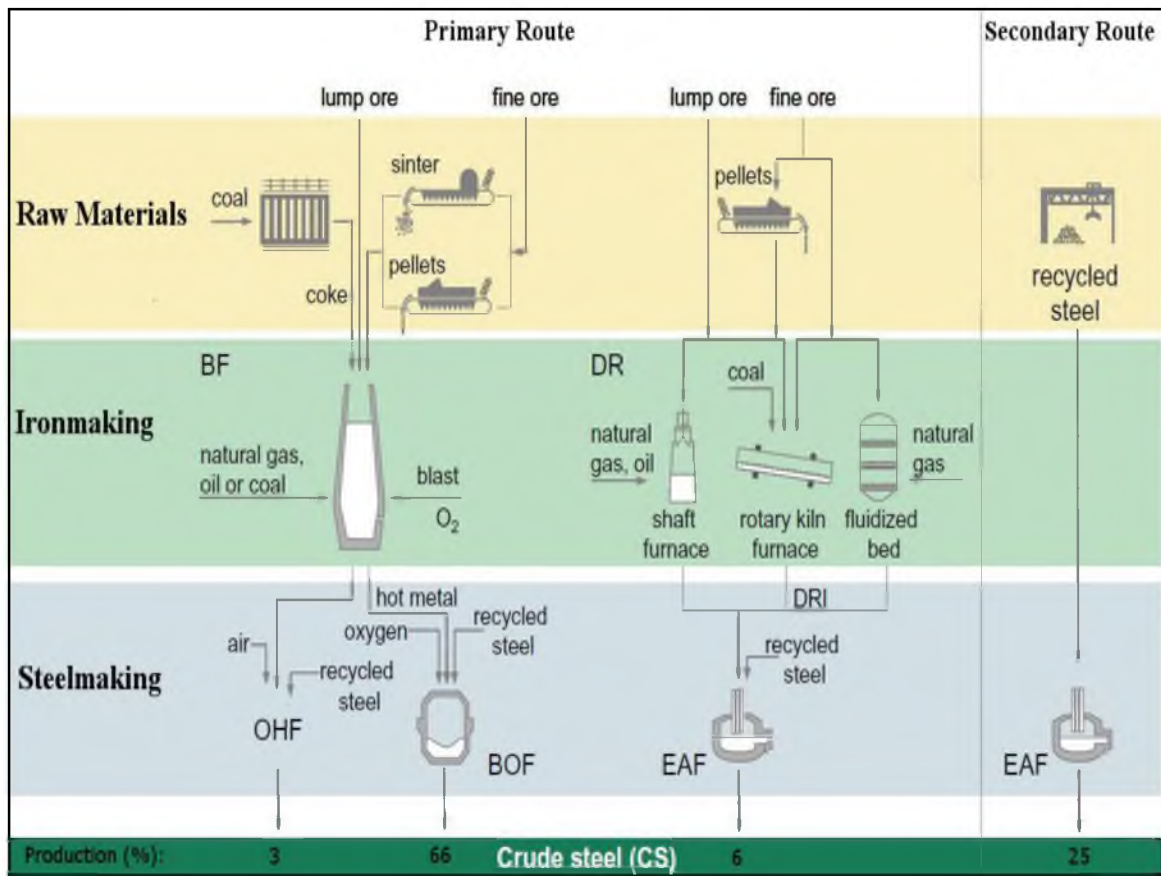 Primary Route
Secondary Route
lump ore
fine ore
lump ore
fine ore
Raw Materials
coal
coke
sinter
pellets
pellets
recycled
steel
Ironmaking
BF
natural gas,
oil or coal
blast
O₂
DR
coal
natural
gas, oil
natural
gas
shaft
furnace
rotary kiln
furnace
fluidized
bed
Steelmaking
hot metal
air
oxygen
recycled
steel
recycled
steel
OHF
BOF
DRI
recycled
steel
EAF
EAF
Production (%): 3 66 Crude steel (CS) 6 25